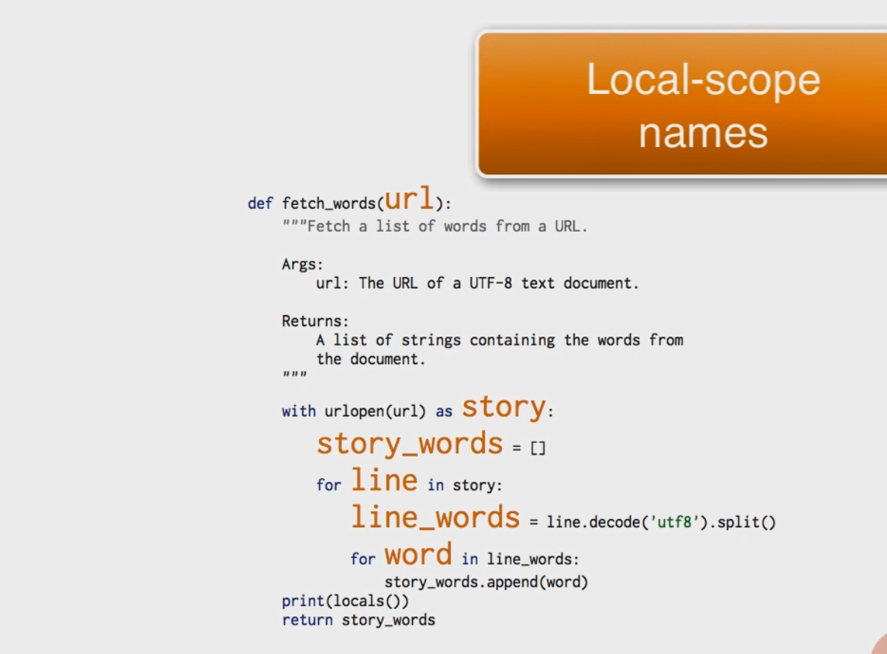 Local-scope
names
def fetch_words(url):
    """Fetch a list of words from a URL.
    Args:
        url: The URL of a UTF-8 text document.
    Returns:
        A list of strings containing the words from
        the document.
    """
    with urlopen(url) as story:
        story_words = []
        for line in story:
            line_words = line.decode('utf8').split()
            for word in line_words:
                story_words.append(word)
    print(locals())
    return story_words